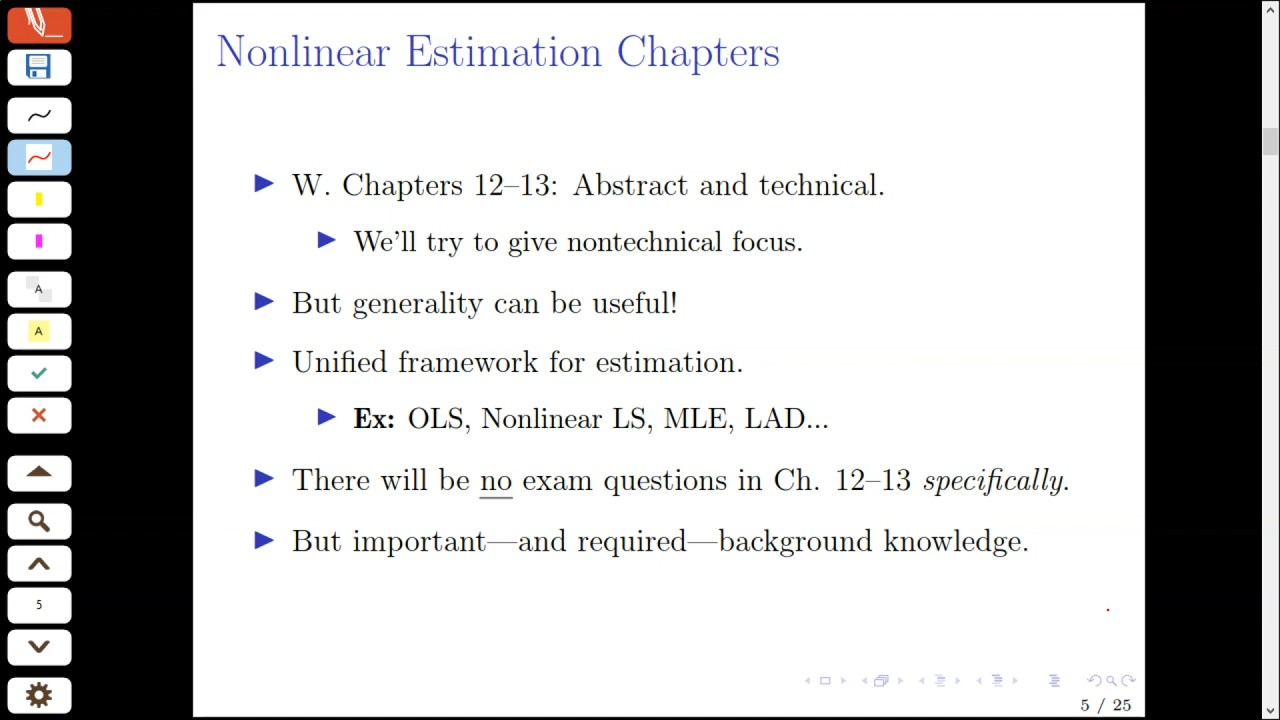 Nonlinear Estimation Chapters
W. Chapters 12–13: Abstract and technical.
We'll try to give nontechnical focus.
But generality can be useful!
Unified framework for estimation.
Ex: OLS, Nonlinear LS, MLE, LAD...
There will be no exam questions in Ch. 12–13 specifically.
But important—and required—background knowledge.
A
A
5
5 / 25